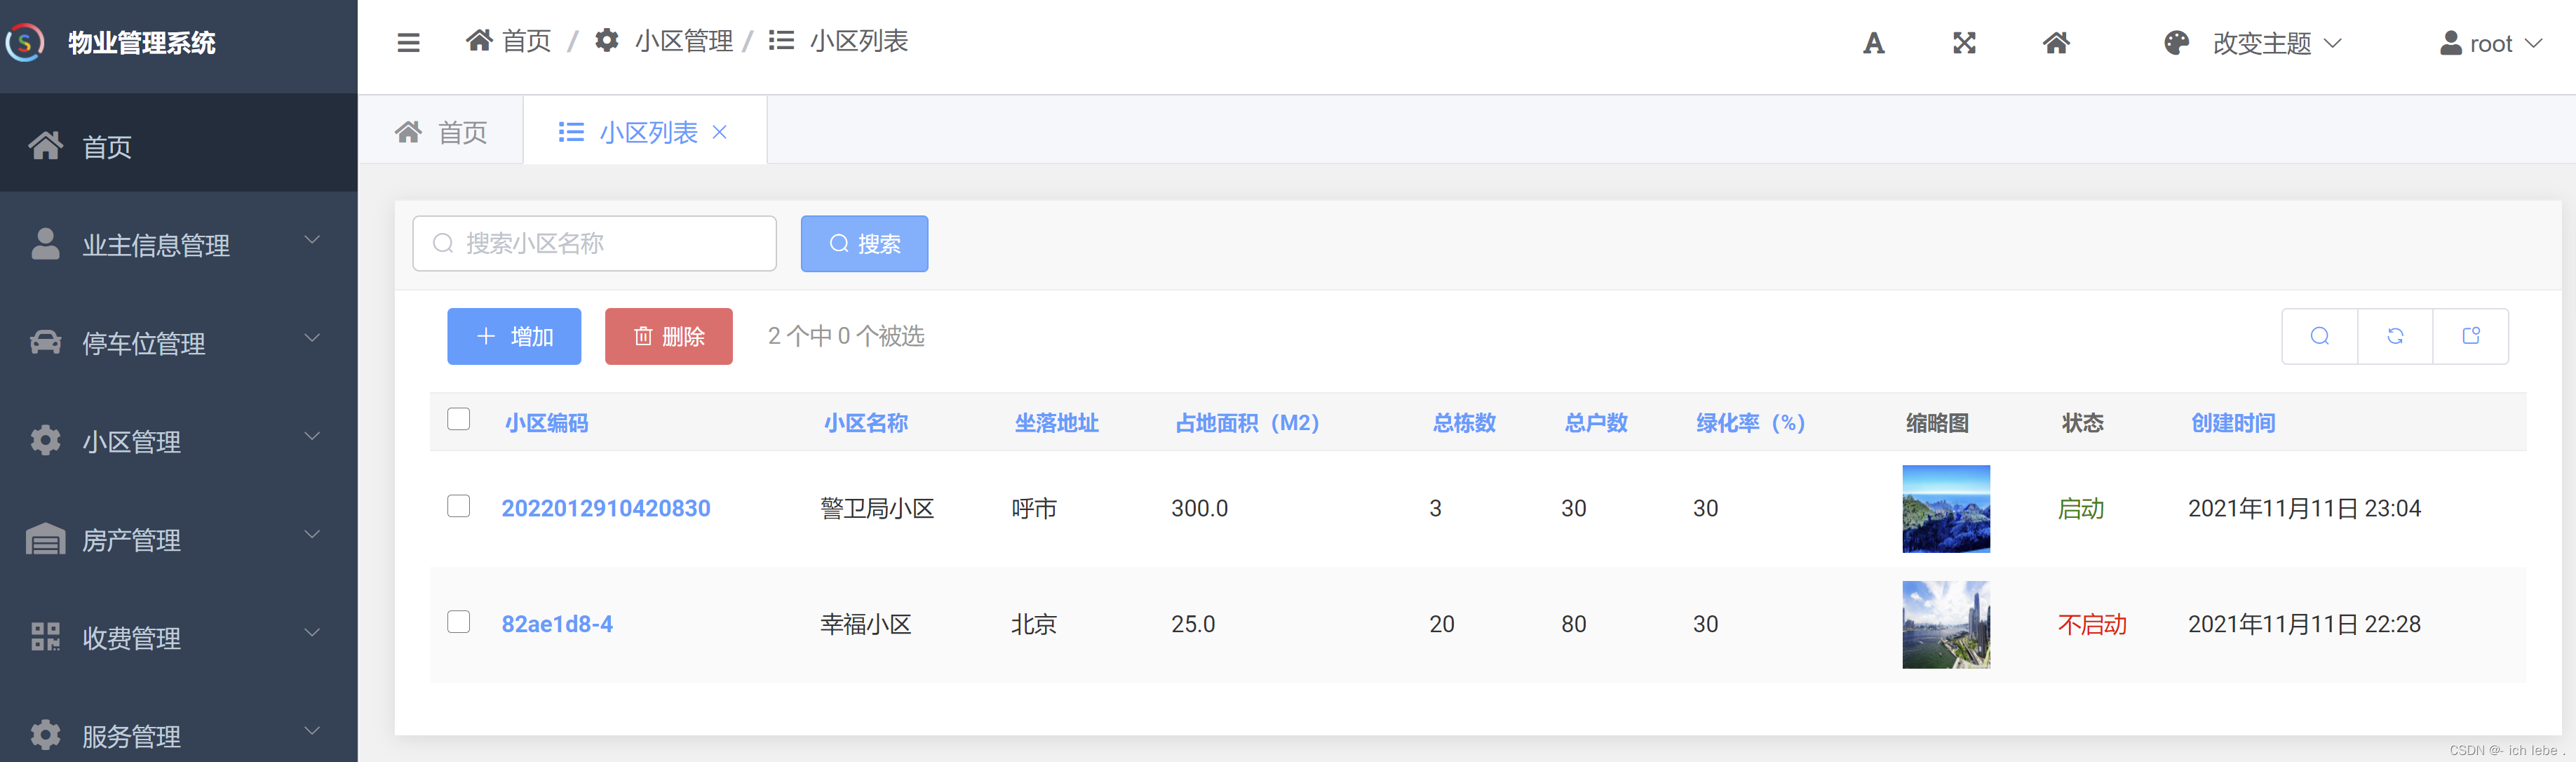 物业管理系统
首页 / 小区管理 / 小区列表
改变主题
root
首页
业主信息管理
停车位管理
小区管理
房产管理
收费管理
服务管理
首页
小区列表
搜索小区名称
搜索
增加
删除
2 个中 0 个被选
小区编码 小区名称 坐落地址 占地面积（M2） 总栋数 总户数 绿化率（%） 缩略图 状态 创建时间
2022012910420830 警卫局小区 呼市 300.0 3 30 30 启动 2021年11月11日 23:04
82ae1d8-4 幸福小区 北京 25.0 20 80 30 不启动 2021年11月11日 22:28
CSDN @- ich lebe .